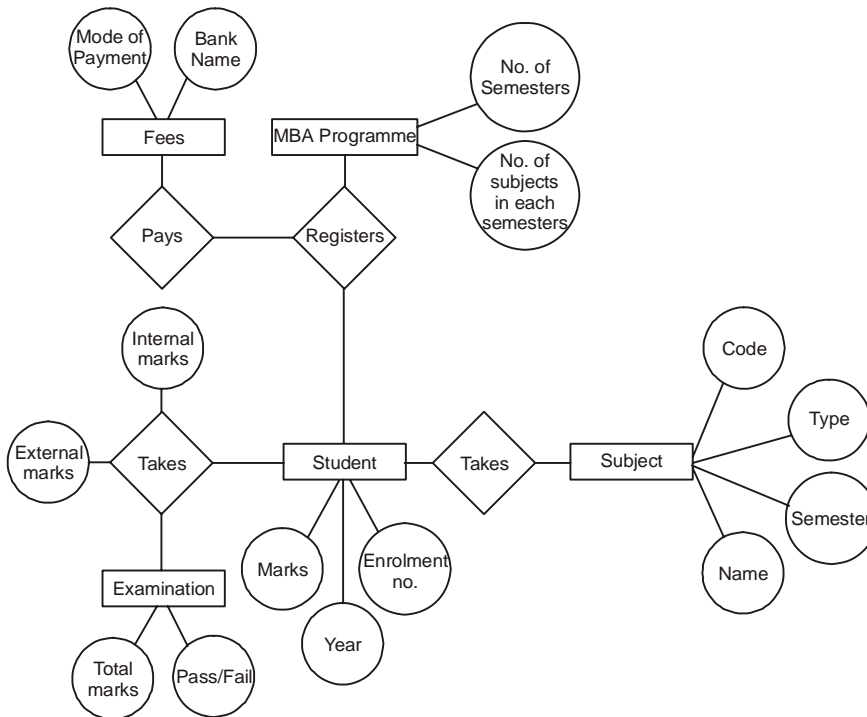 Mode of
Payment
Bank
Name
No. of
Semesters
Fees
MBA Programme
No. of
subjects
in each
semesters
Pays
Registers
Internal
marks
Code
External
marks
Takes
Student
Takes
Subject
Type
Semester
Examination
Marks
Enrolment
no.
Name
Year
Total
marks
Pass/Fail